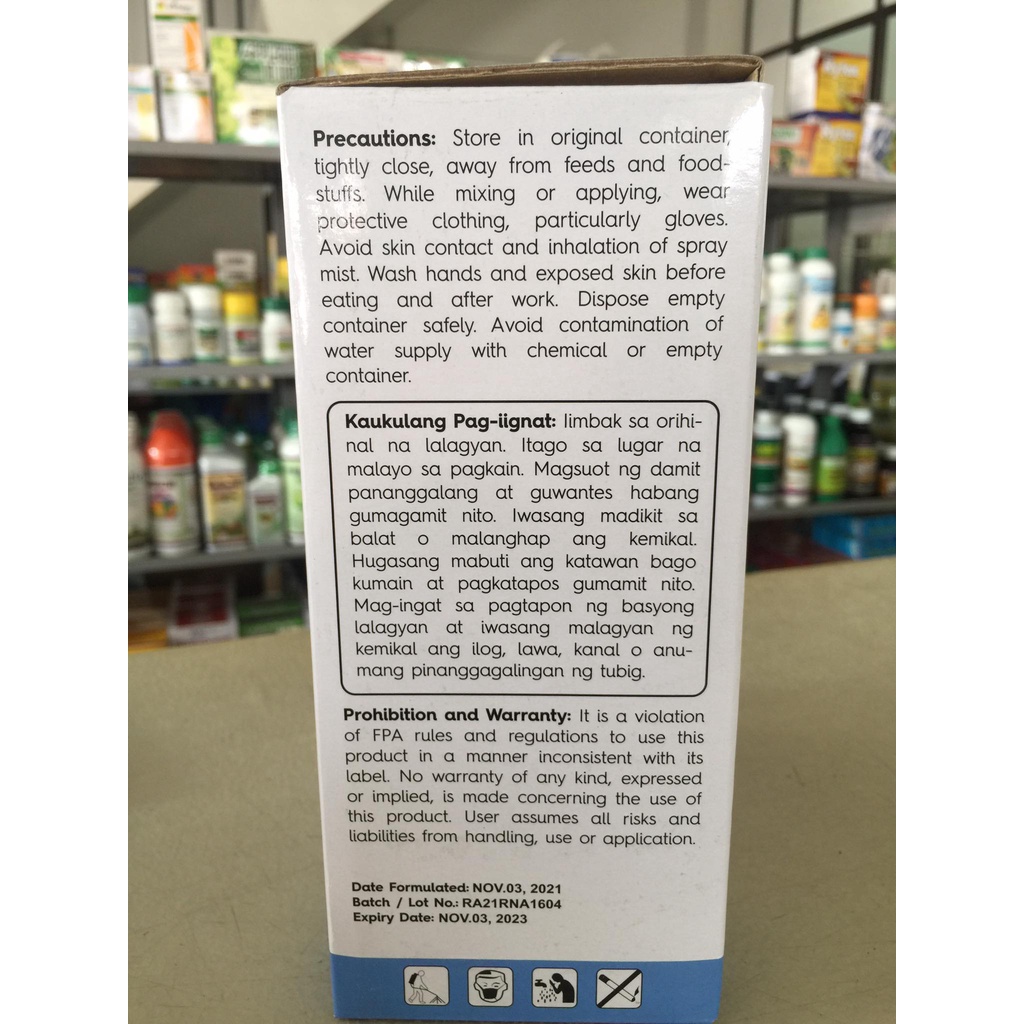 Precautions: Store in original container,
tightly close, away from feeds and food-
stuffs. While mixing or applying, wear
protective clothing, particularly gloves.
Avoid skin contact and inhalation of spray
mist. Wash hands and exposed skin before
eating and after work. Dispose empty
container safely. Avoid contamination of
water supply with chemical or empty
container.
Kaukulang Pag-iignat: Iimbak sa orihi-
nal na lalagyan. Itago sa lugar na
malayo sa pagkain. Magsuot ng damit
pananggalang at guwantes habang
gumagamit nito. Iwasang madikit sa
balat o malanghap ang kemikal.
Hugasang mabuti ang katawan bago
kumain at pagkatapos gumamit nito.
Mag-ingat sa pagtapon ng basyong
lalagyan at iwasang malagyan ng
kemikal ang ilog, lawa, kanal o anu-
mang pinanggagalingan ng tubig.
Prohibition and Warranty: It is a violation
of FPA rules and regulations to use this
product in a manner inconsistent with its
label. No warranty of any kind, expressed
or implied, is made concerning the use of
this product. User assumes all risks and
liabilities from handling, use or application.
Date Formulated: NOV.03, 2021
Batch / Lot No.: RA21RNA1604
Expiry Date: NOV.03, 2023